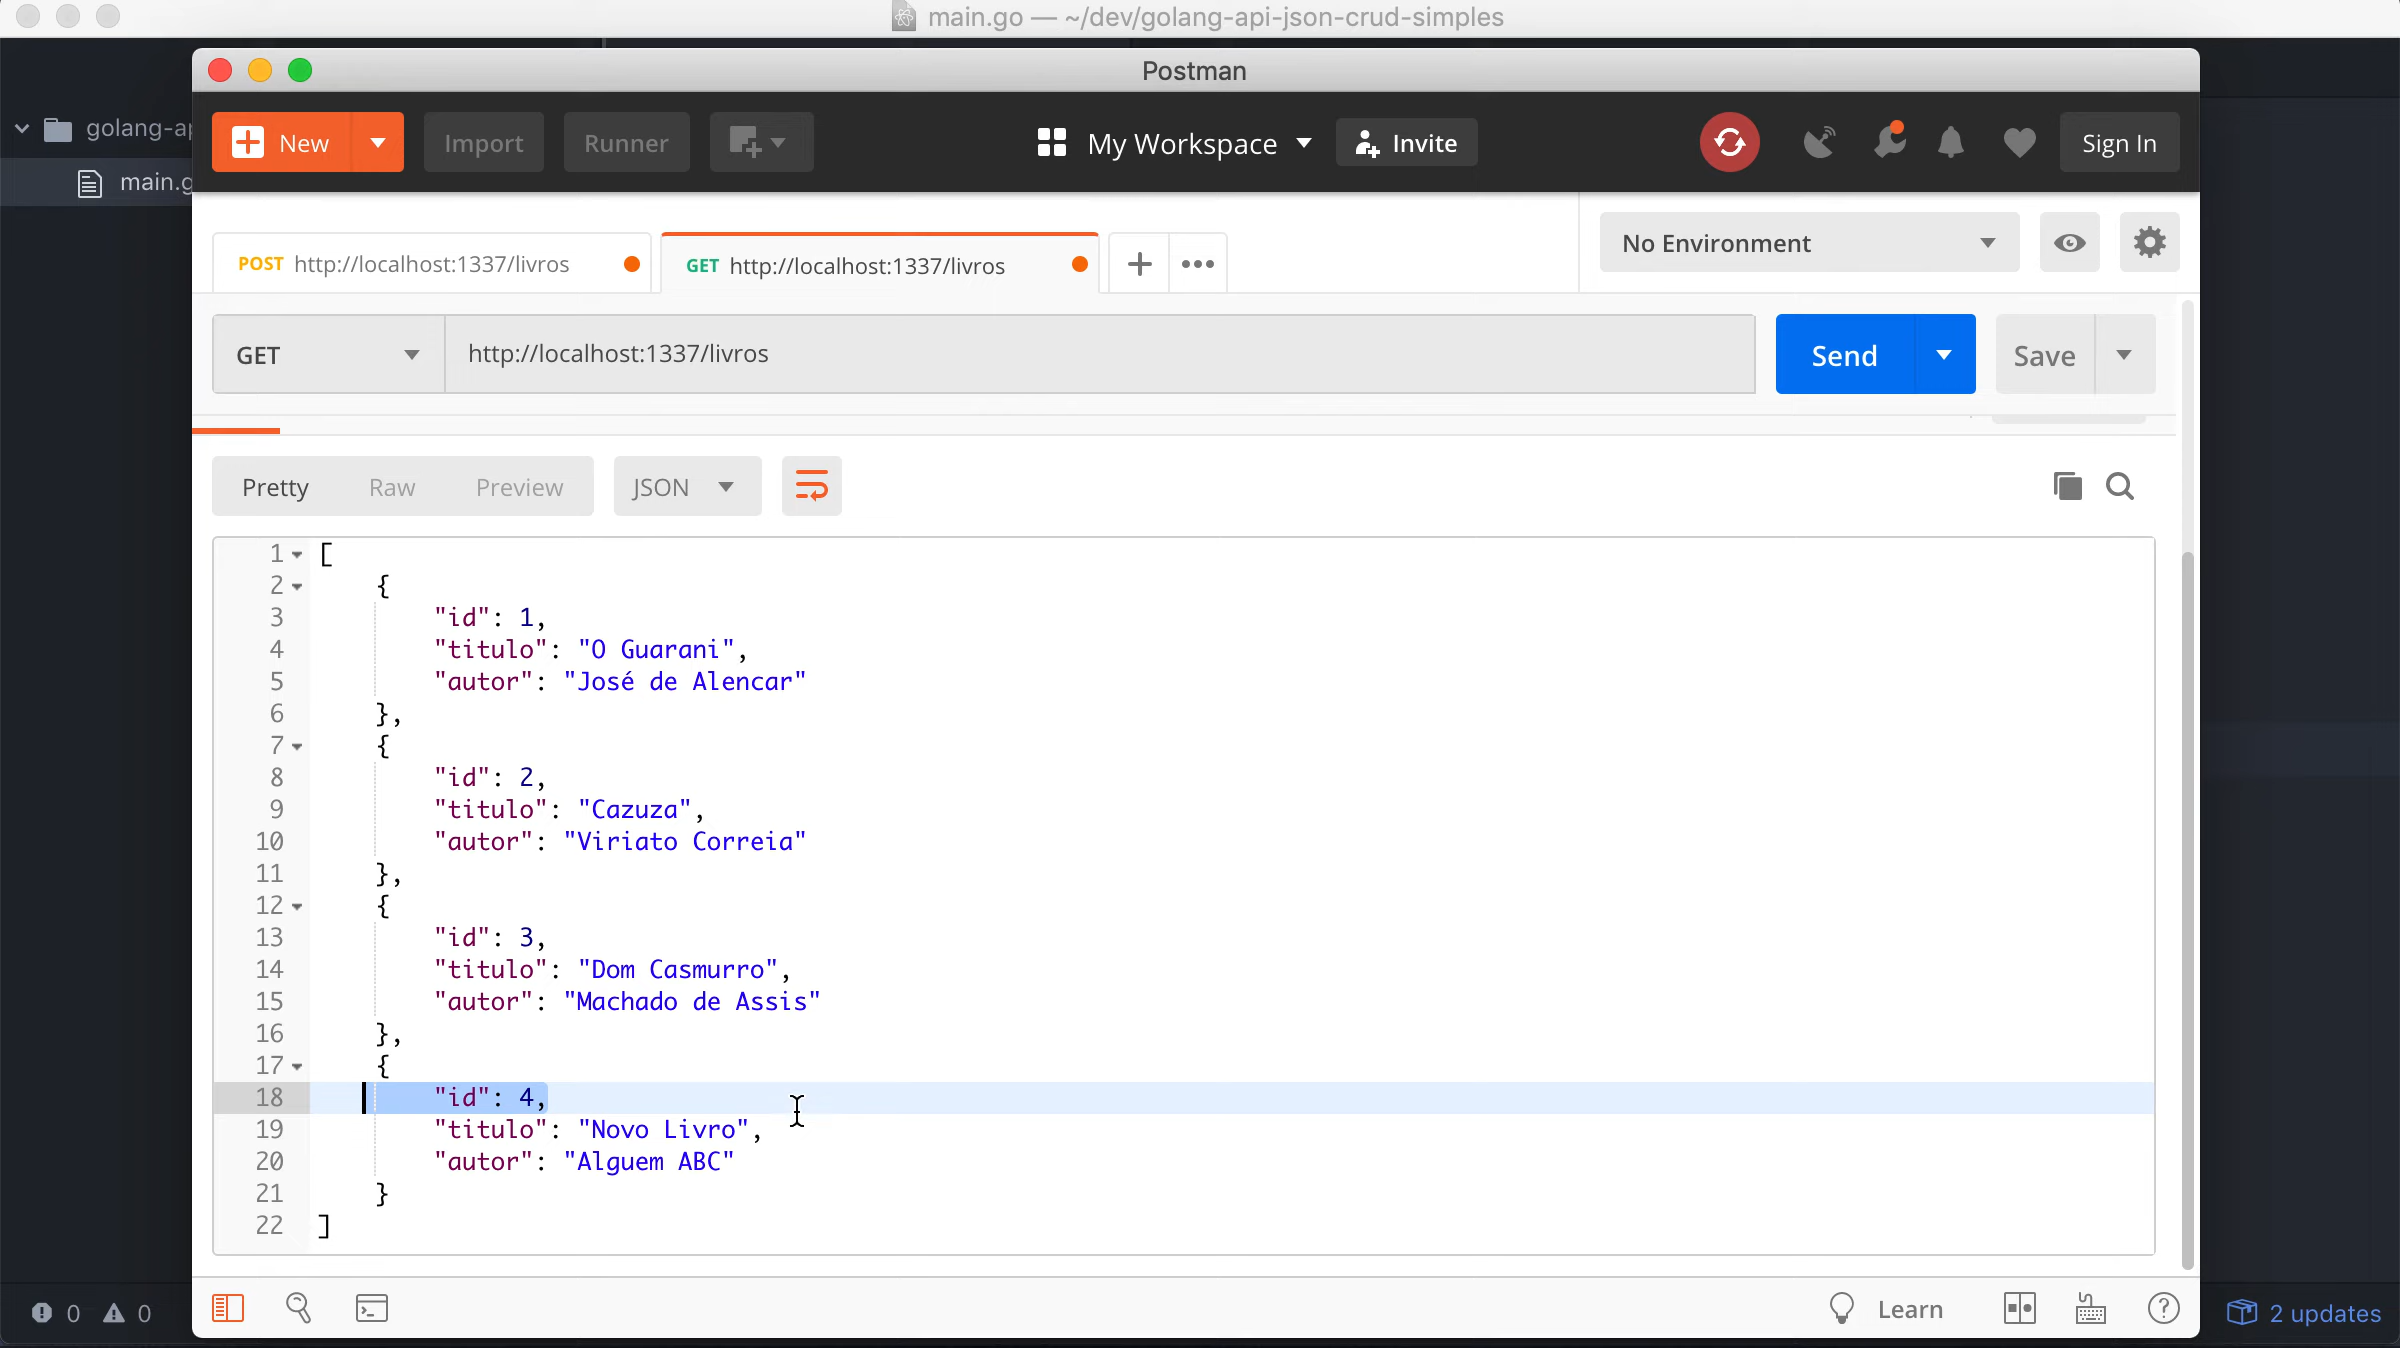 main.go — ~/dev/golang-api-json-crud-simples
Postman
golang-ap
main.g
New
Import
Runner
My Workspace
Invite
Sign In
POST http://localhost:1337/livros
GET http://localhost:1337/livros
No Environment
GET
http://localhost:1337/livros
Send
Save
Pretty
Raw
Preview
JSON
1 [
2 {
3 "id": 1,
4 "titulo": "O Guarani",
5 "autor": "José de Alencar"
6 },
7 {
8 "id": 2,
9 "titulo": "Cazuza",
10 "autor": "Viriato Correia"
11 },
12 {
13 "id": 3,
14 "titulo": "Dom Casmurro",
15 "autor": "Machado de Assis"
16 },
17 {
18 "id": 4,
19 "titulo": "Novo Livro",
20 "autor": "Alguem ABC"
21 }
22 ]
0 0
Learn
2 updates